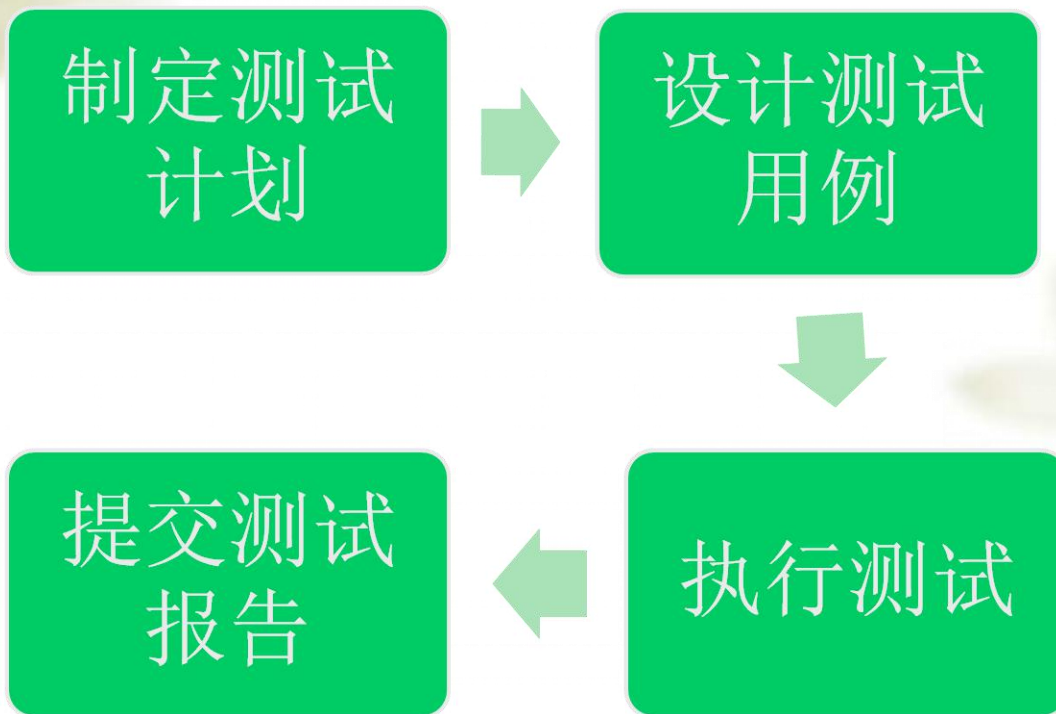 制定测试
计划
设计测试
用例
执行测试
提交测试
报告